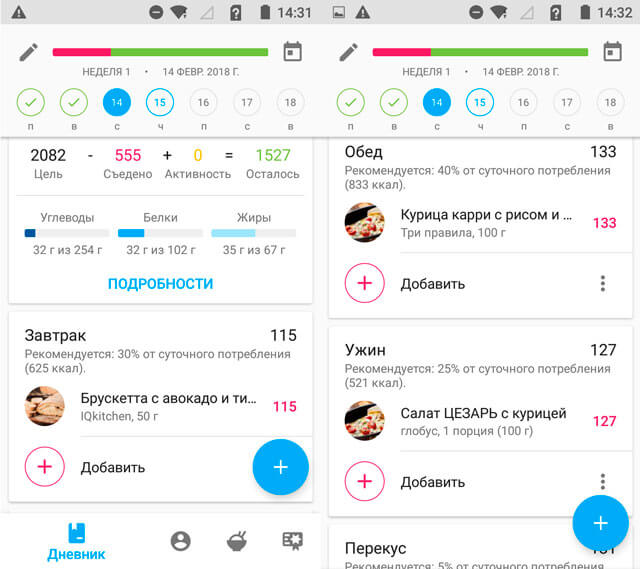 14:31
НЕДЕЛЯ 1 • 14 ФЕВР. 2018 Г.
14 15 16 17 18
п в с ч п с в
2082 - 555 + 0 = 1527
Цель Съедено Активность Осталось
Углеводы Белки Жиры
32 г из 254 г 32 г из 102 г 35 г из 67 г
ПОДРОБНОСТИ
Завтрак 115
Рекомендуется: 30% от суточного потребления
(625 ккал).
Брускетта с авокадо и ти...
115
IQkitchen, 50 г
Добавить
Дневник
14:32
НЕДЕЛЯ 1 • 14 ФЕВР. 2018 Г.
14 15 16 17 18
п в с ч п с в
Обед 133
Рекомендуется: 40% от суточного потребления
(833 ккал).
Курица карри с рисом и ...
133
Три правила, 100 г
Добавить
Ужин 127
Рекомендуется: 25% от суточного потребления
(521 ккал).
Салат ЦЕЗАРЬ с курицей
127
глобус, 1 порция (100 г)
Добавить
Перекус
Рекомендуется: 5% от суточного потребления